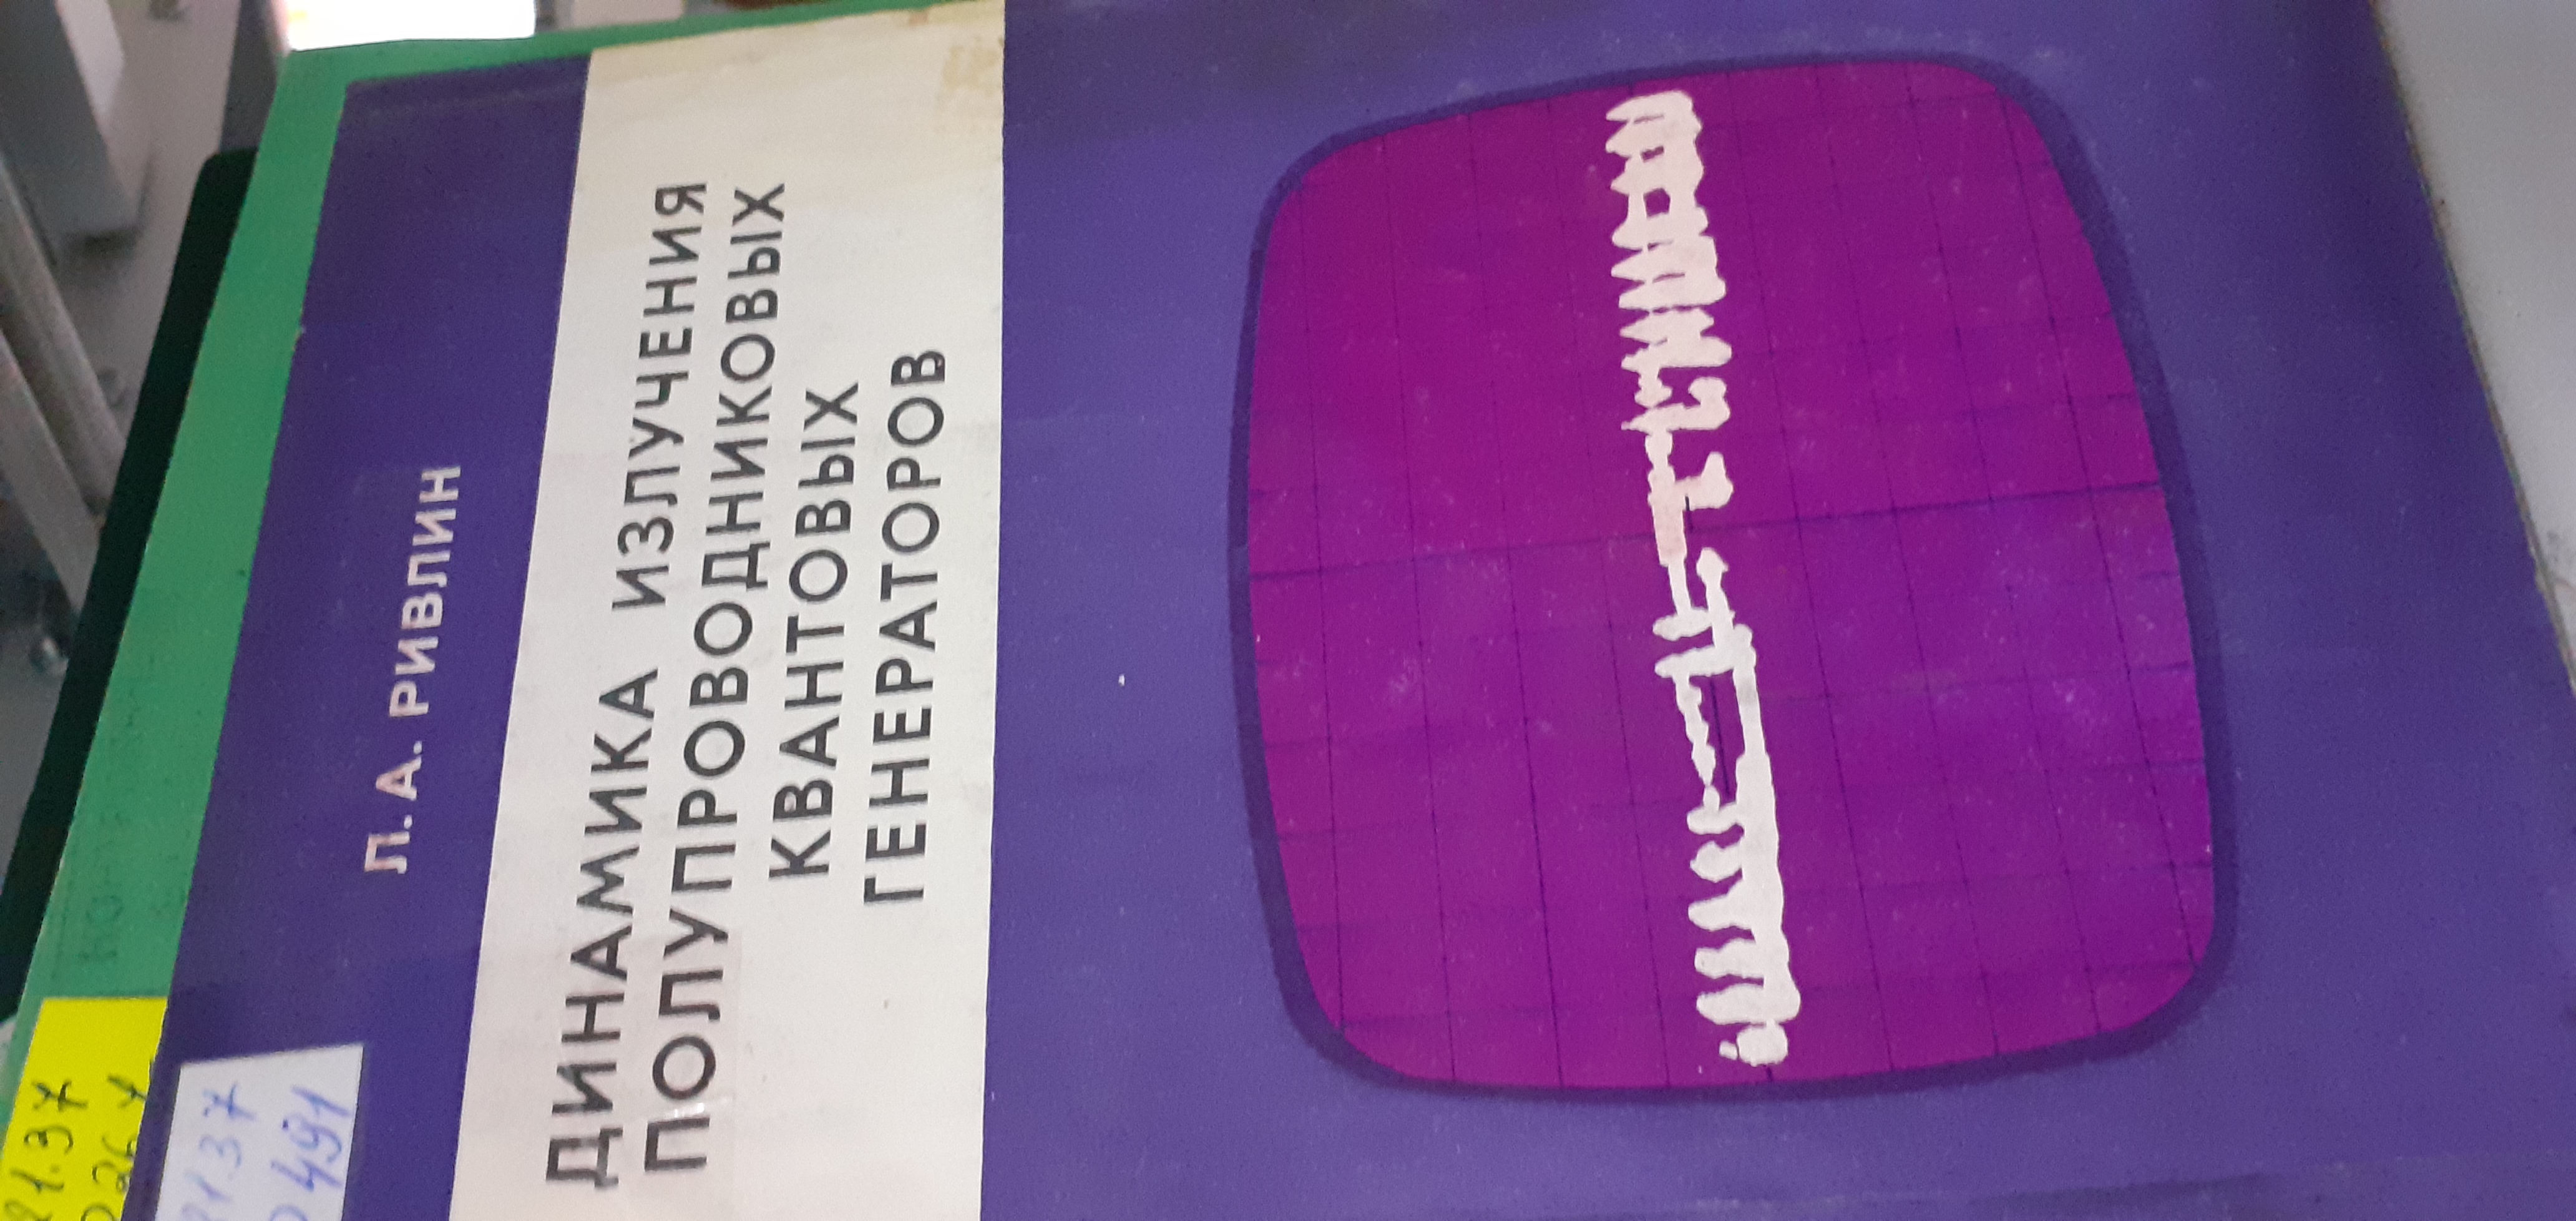 Л. А. РИВЛИН
ДИНАМИКА ИЗЛУЧЕНИЯ
ПОЛУПРОВОДНИКОВЫХ
КВАНТОВЫХ
ГЕНЕРАТОРОВ